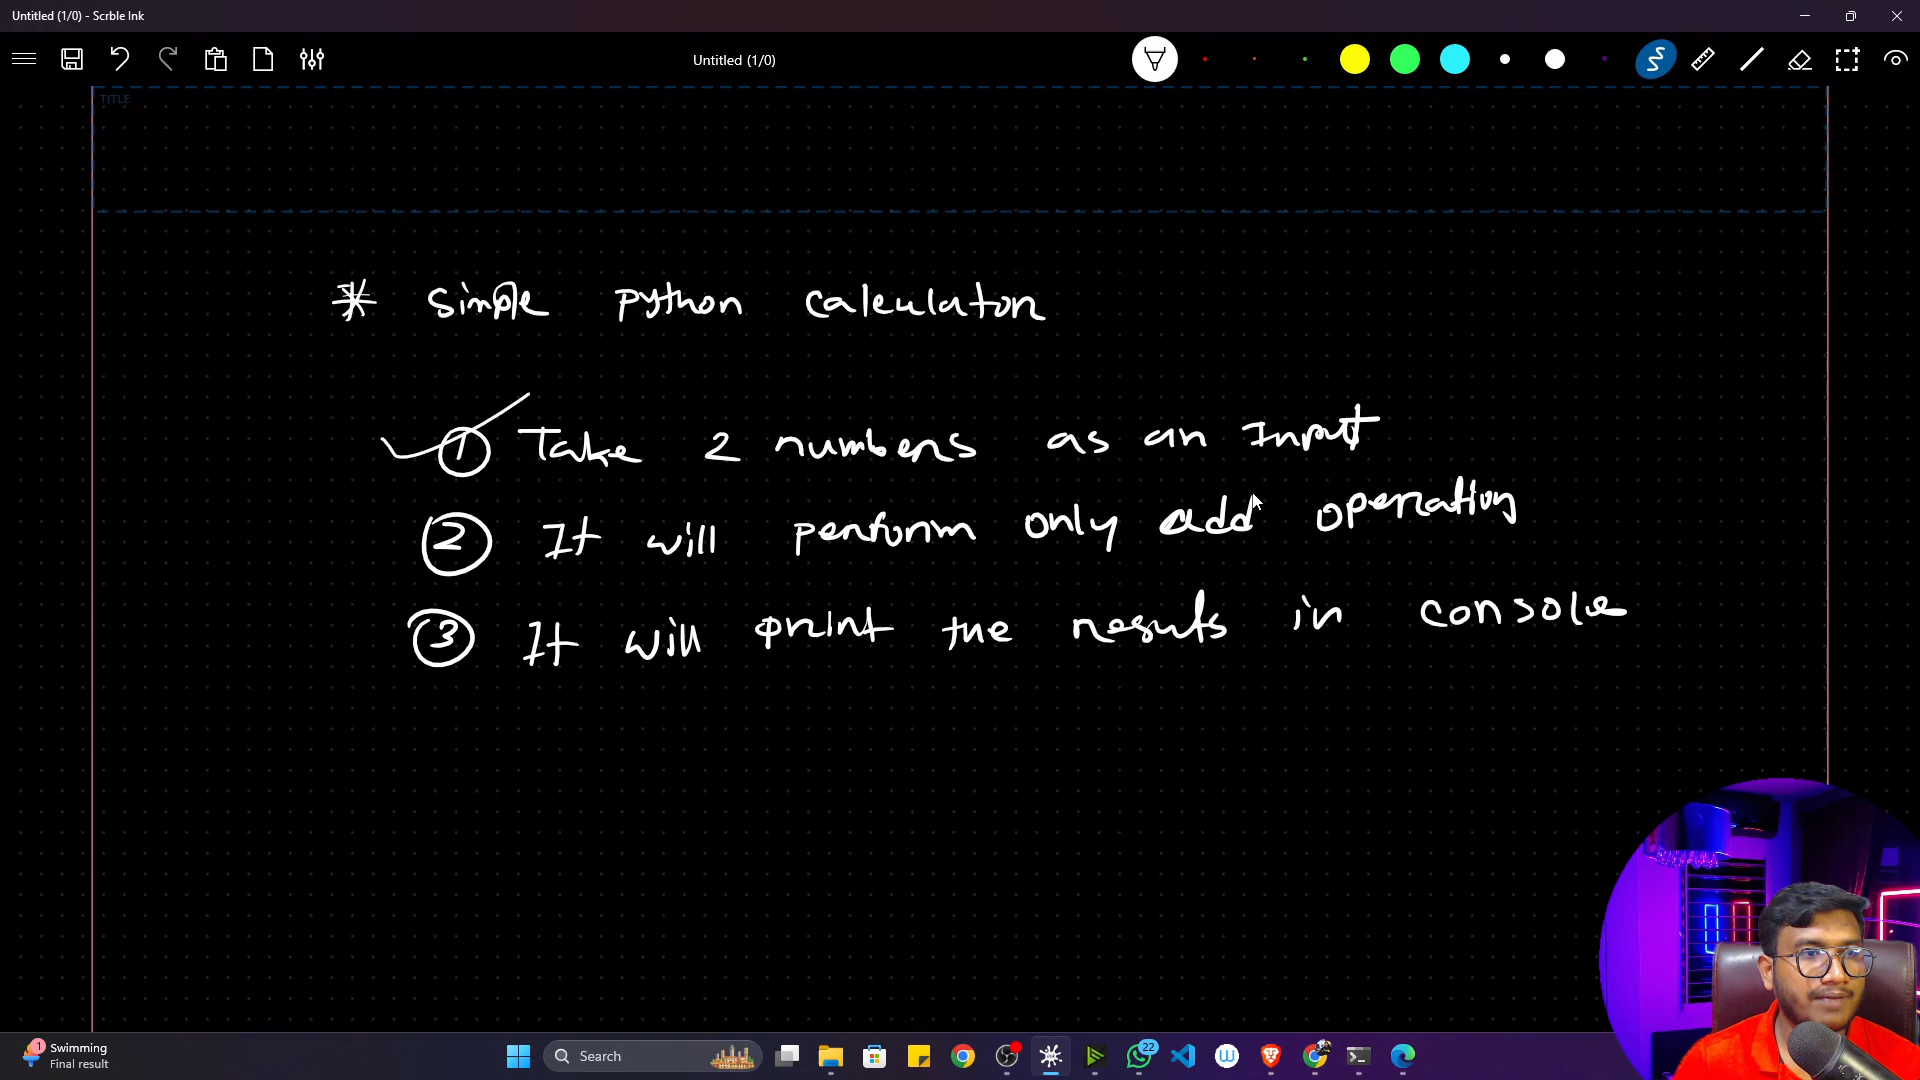 Untitled (1/0) - Scrble Ink
Untitled (1/0)
TITLE
* Simple python calculator
① Take 2 numbers as an Input
② It will perform only add operation
③ It will print the results in console
1
Swimming
Final result
Search
22